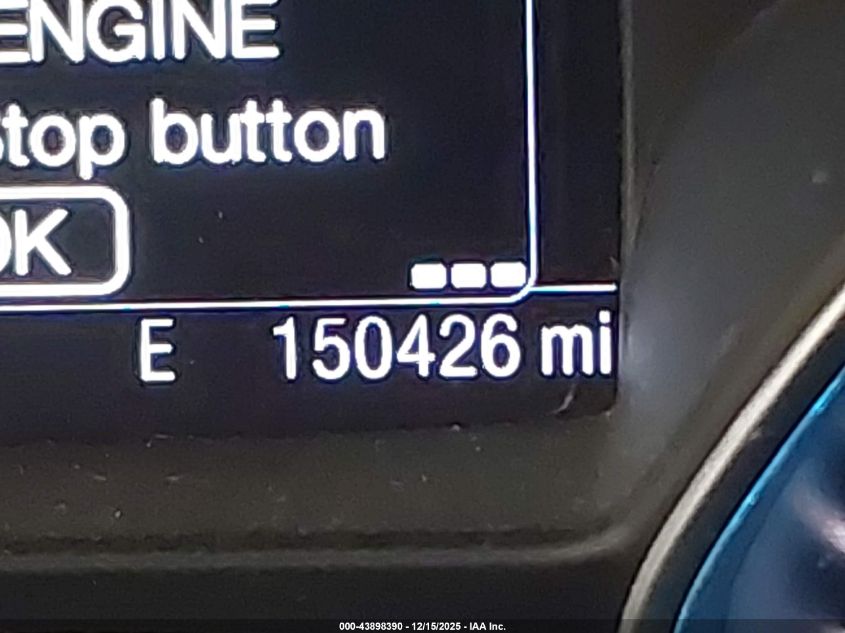 ENGINE
Stop button
OK
E 150426 mi
000-43898390 - 12/15/2025 - IAA Inc.